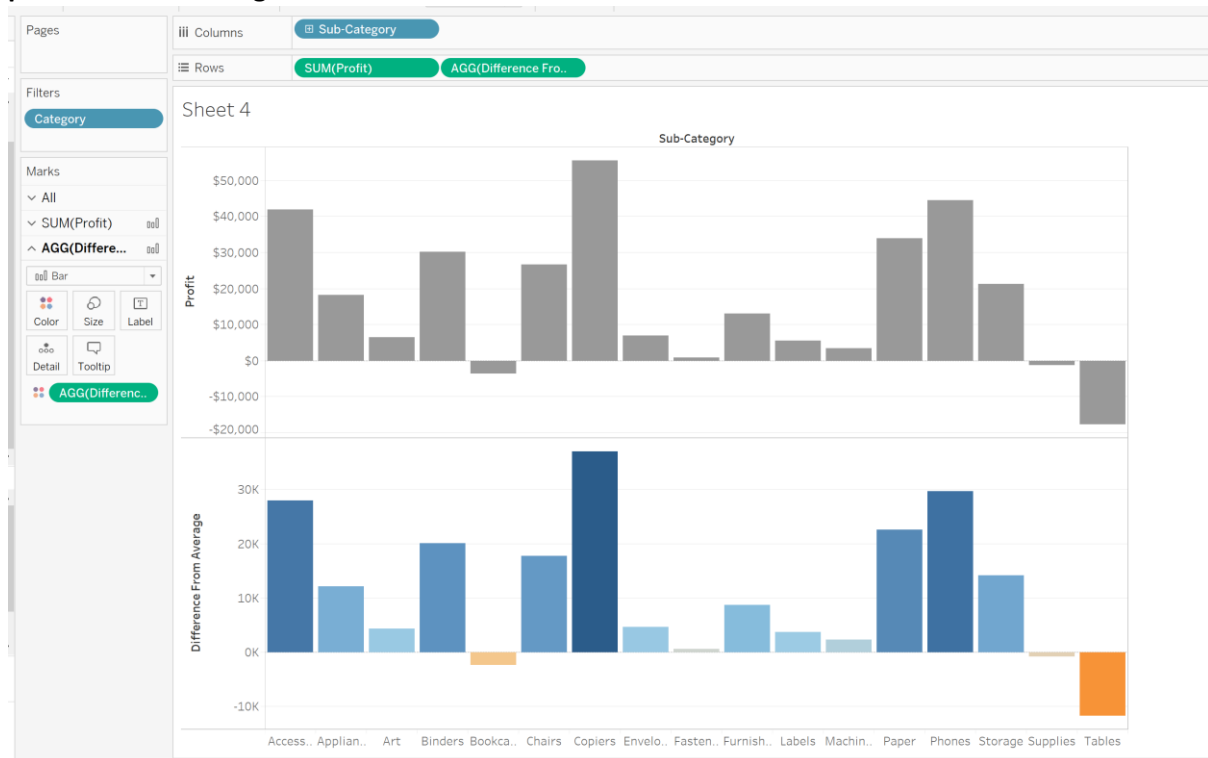 Pages
iii Columns
Sub-Category
Rows
SUM(Profit)
AGG(Difference Fro..
Filters
Category
Sheet 4
Sub-Category
Marks
All
SUM(Profit)
AGG(Differe...
Bar
Color
Size
Label
Detail
Tooltip
AGG(Differenc..
Profit
$50,000
$40,000
$30,000
$20,000
$10,000
$0
-$10,000
-$20,000
Difference From Average
30K
20K
10K
0K
-10K
Access.. Applian.. Art Binders Bookca.. Chairs Copiers Envelo.. Fasten.. Furnish.. Labels Machin.. Paper Phones Storage Supplies Tables